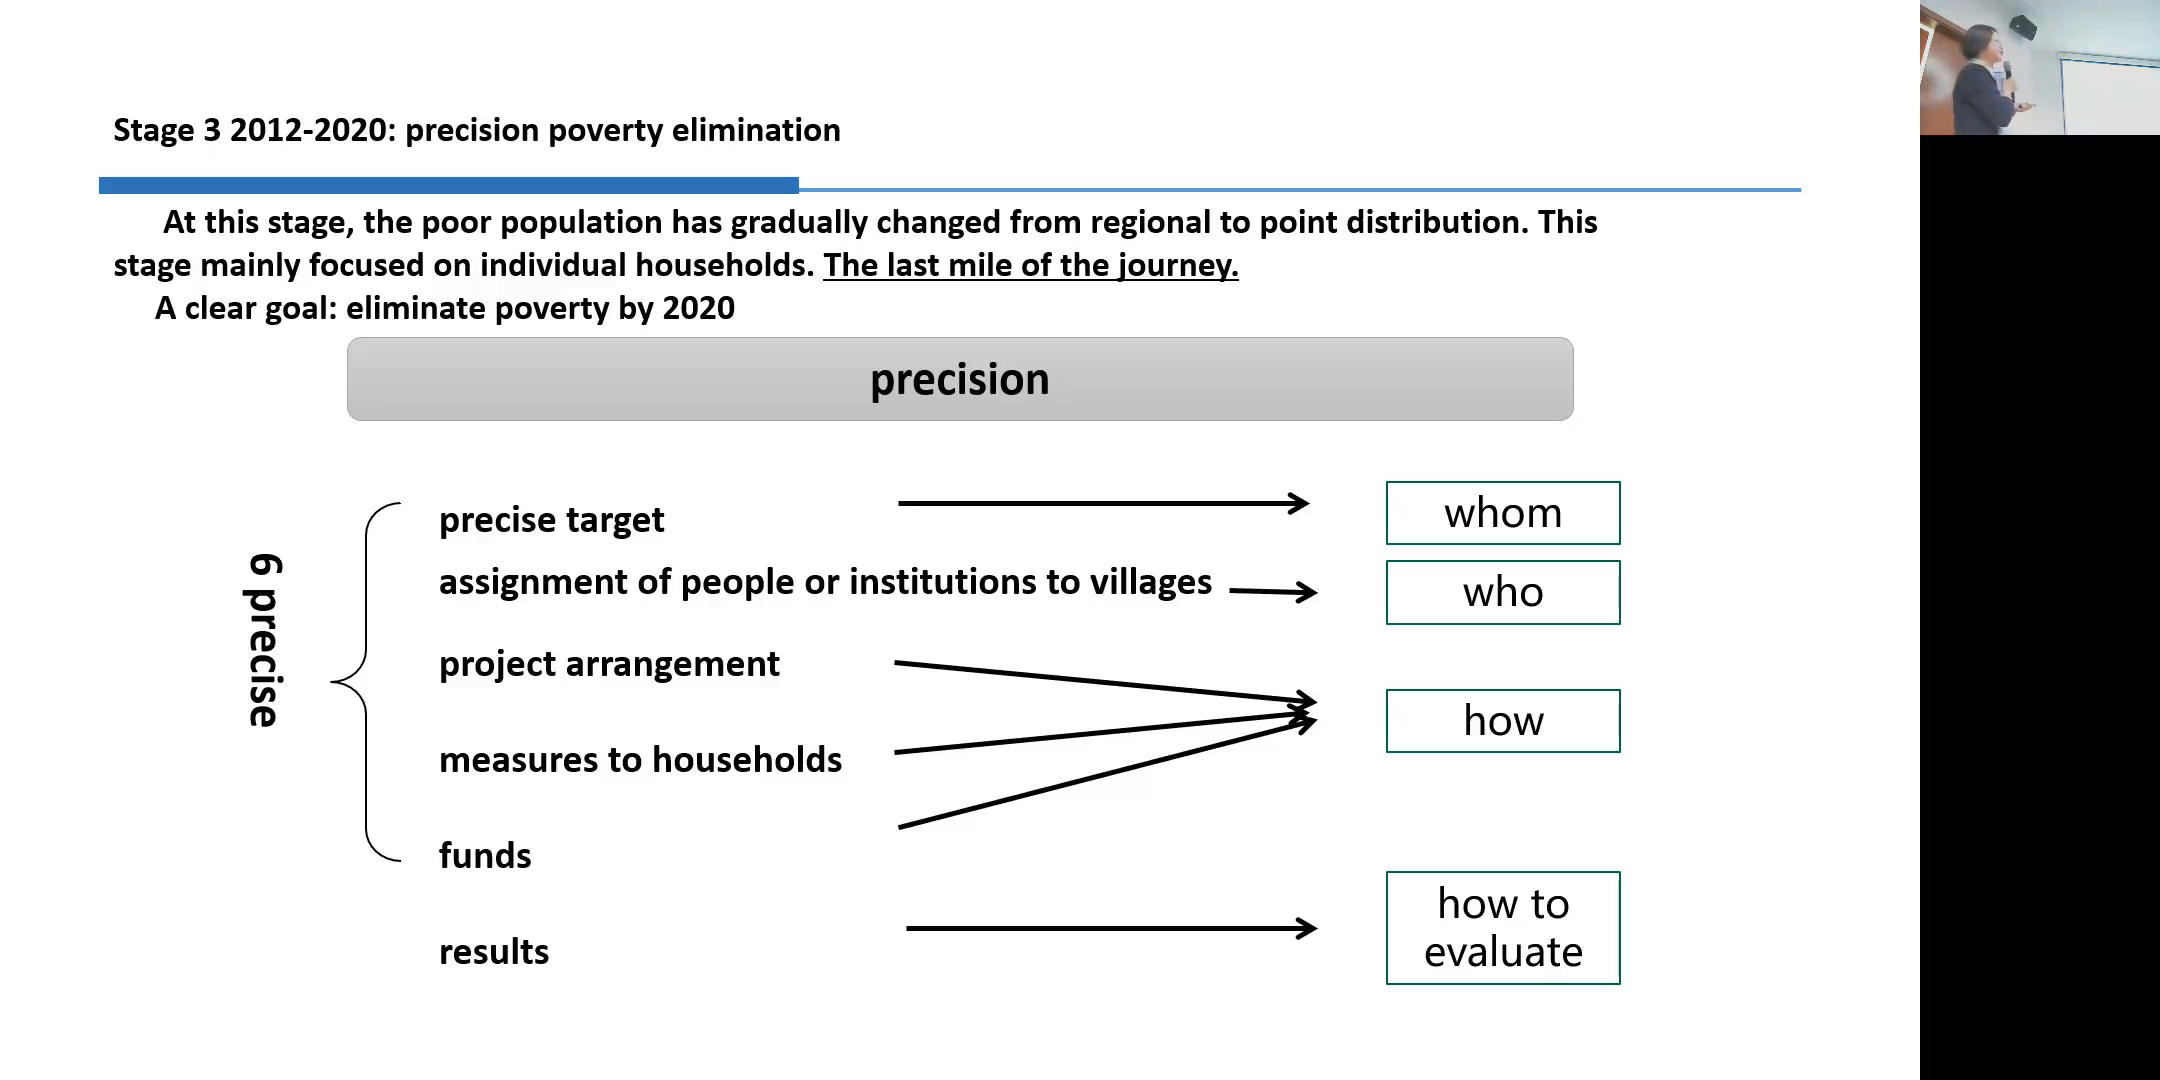 Stage 3 2012-2020: precision poverty elimination
At this stage, the poor population has gradually changed from regional to point distribution. This
stage mainly focused on individual households. The last mile of the journey.
A clear goal: eliminate poverty by 2020
precision
6 precise
precise target
whom
assignment of people or institutions to villages
who
project arrangement
how
measures to households
funds
results
how to
evaluate